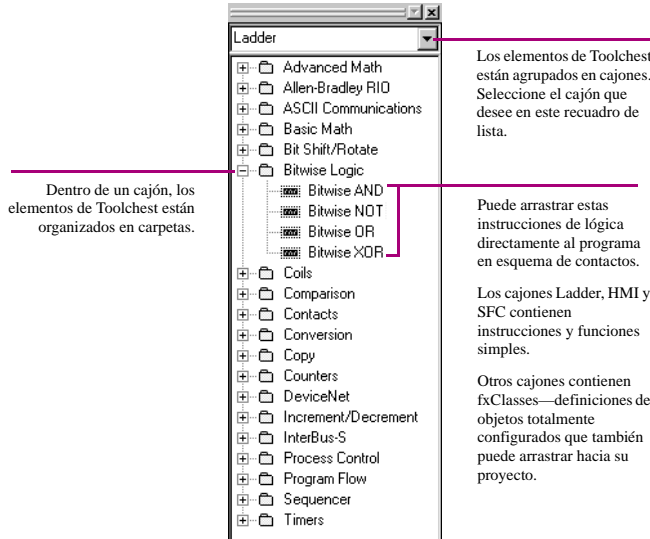 Ladder
Advanced Math
Allen-Bradley RIO
ASCII Communications
Basic Math
Bit Shift/Rotate
Bitwise Logic
Bitwise AND
Bitwise NOT
Bitwise OR
Bitwise XOR
Coils
Comparison
Contacts
Conversion
Copy
Counters
DeviceNet
Increment/Decrement
InterBus-S
Process Control
Program Flow
Sequencer
Timers
Dentro de un cajón, los
elementos de Toolchest están
organizados en carpetas.
Los elementos de Toolchest
están agrupados en cajones.
Seleccione el cajón que
desee en este recuadro de
lista.
Puede arrastrar estas
instrucciones de lógica
directamente al programa
en esquema de contactos.
Los cajones Ladder, HMI y
SFC contienen
instrucciones y funciones
simples.
Otros cajones contienen
fxClasses—definiciones de
objetos totalmente
configurados que también
puede arrastrar hacia su
proyecto.